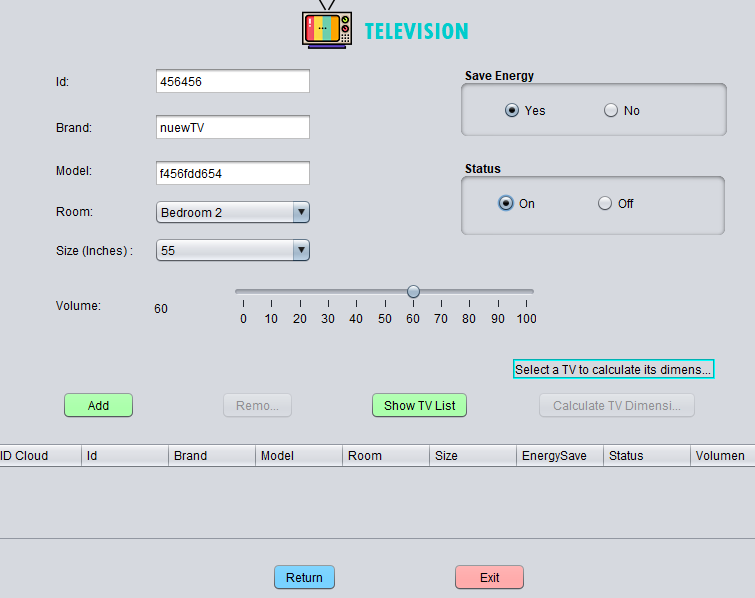 TELEVISION
Id: 456456
Save Energy
Yes No
Brand: nuewTV
Model: f456fdd654
Status
On Off
Room: Bedroom 2
Size (Inches) : 55
Volume: 60
0 10 20 30 40 50 60 70 80 90 100
Select a TV to calculate its dimens...
Add Remo... Show TV List Calculate TV Dimensi...
ID Cloud Id Brand Model Room Size EnergySave Status Volumen
Return Exit